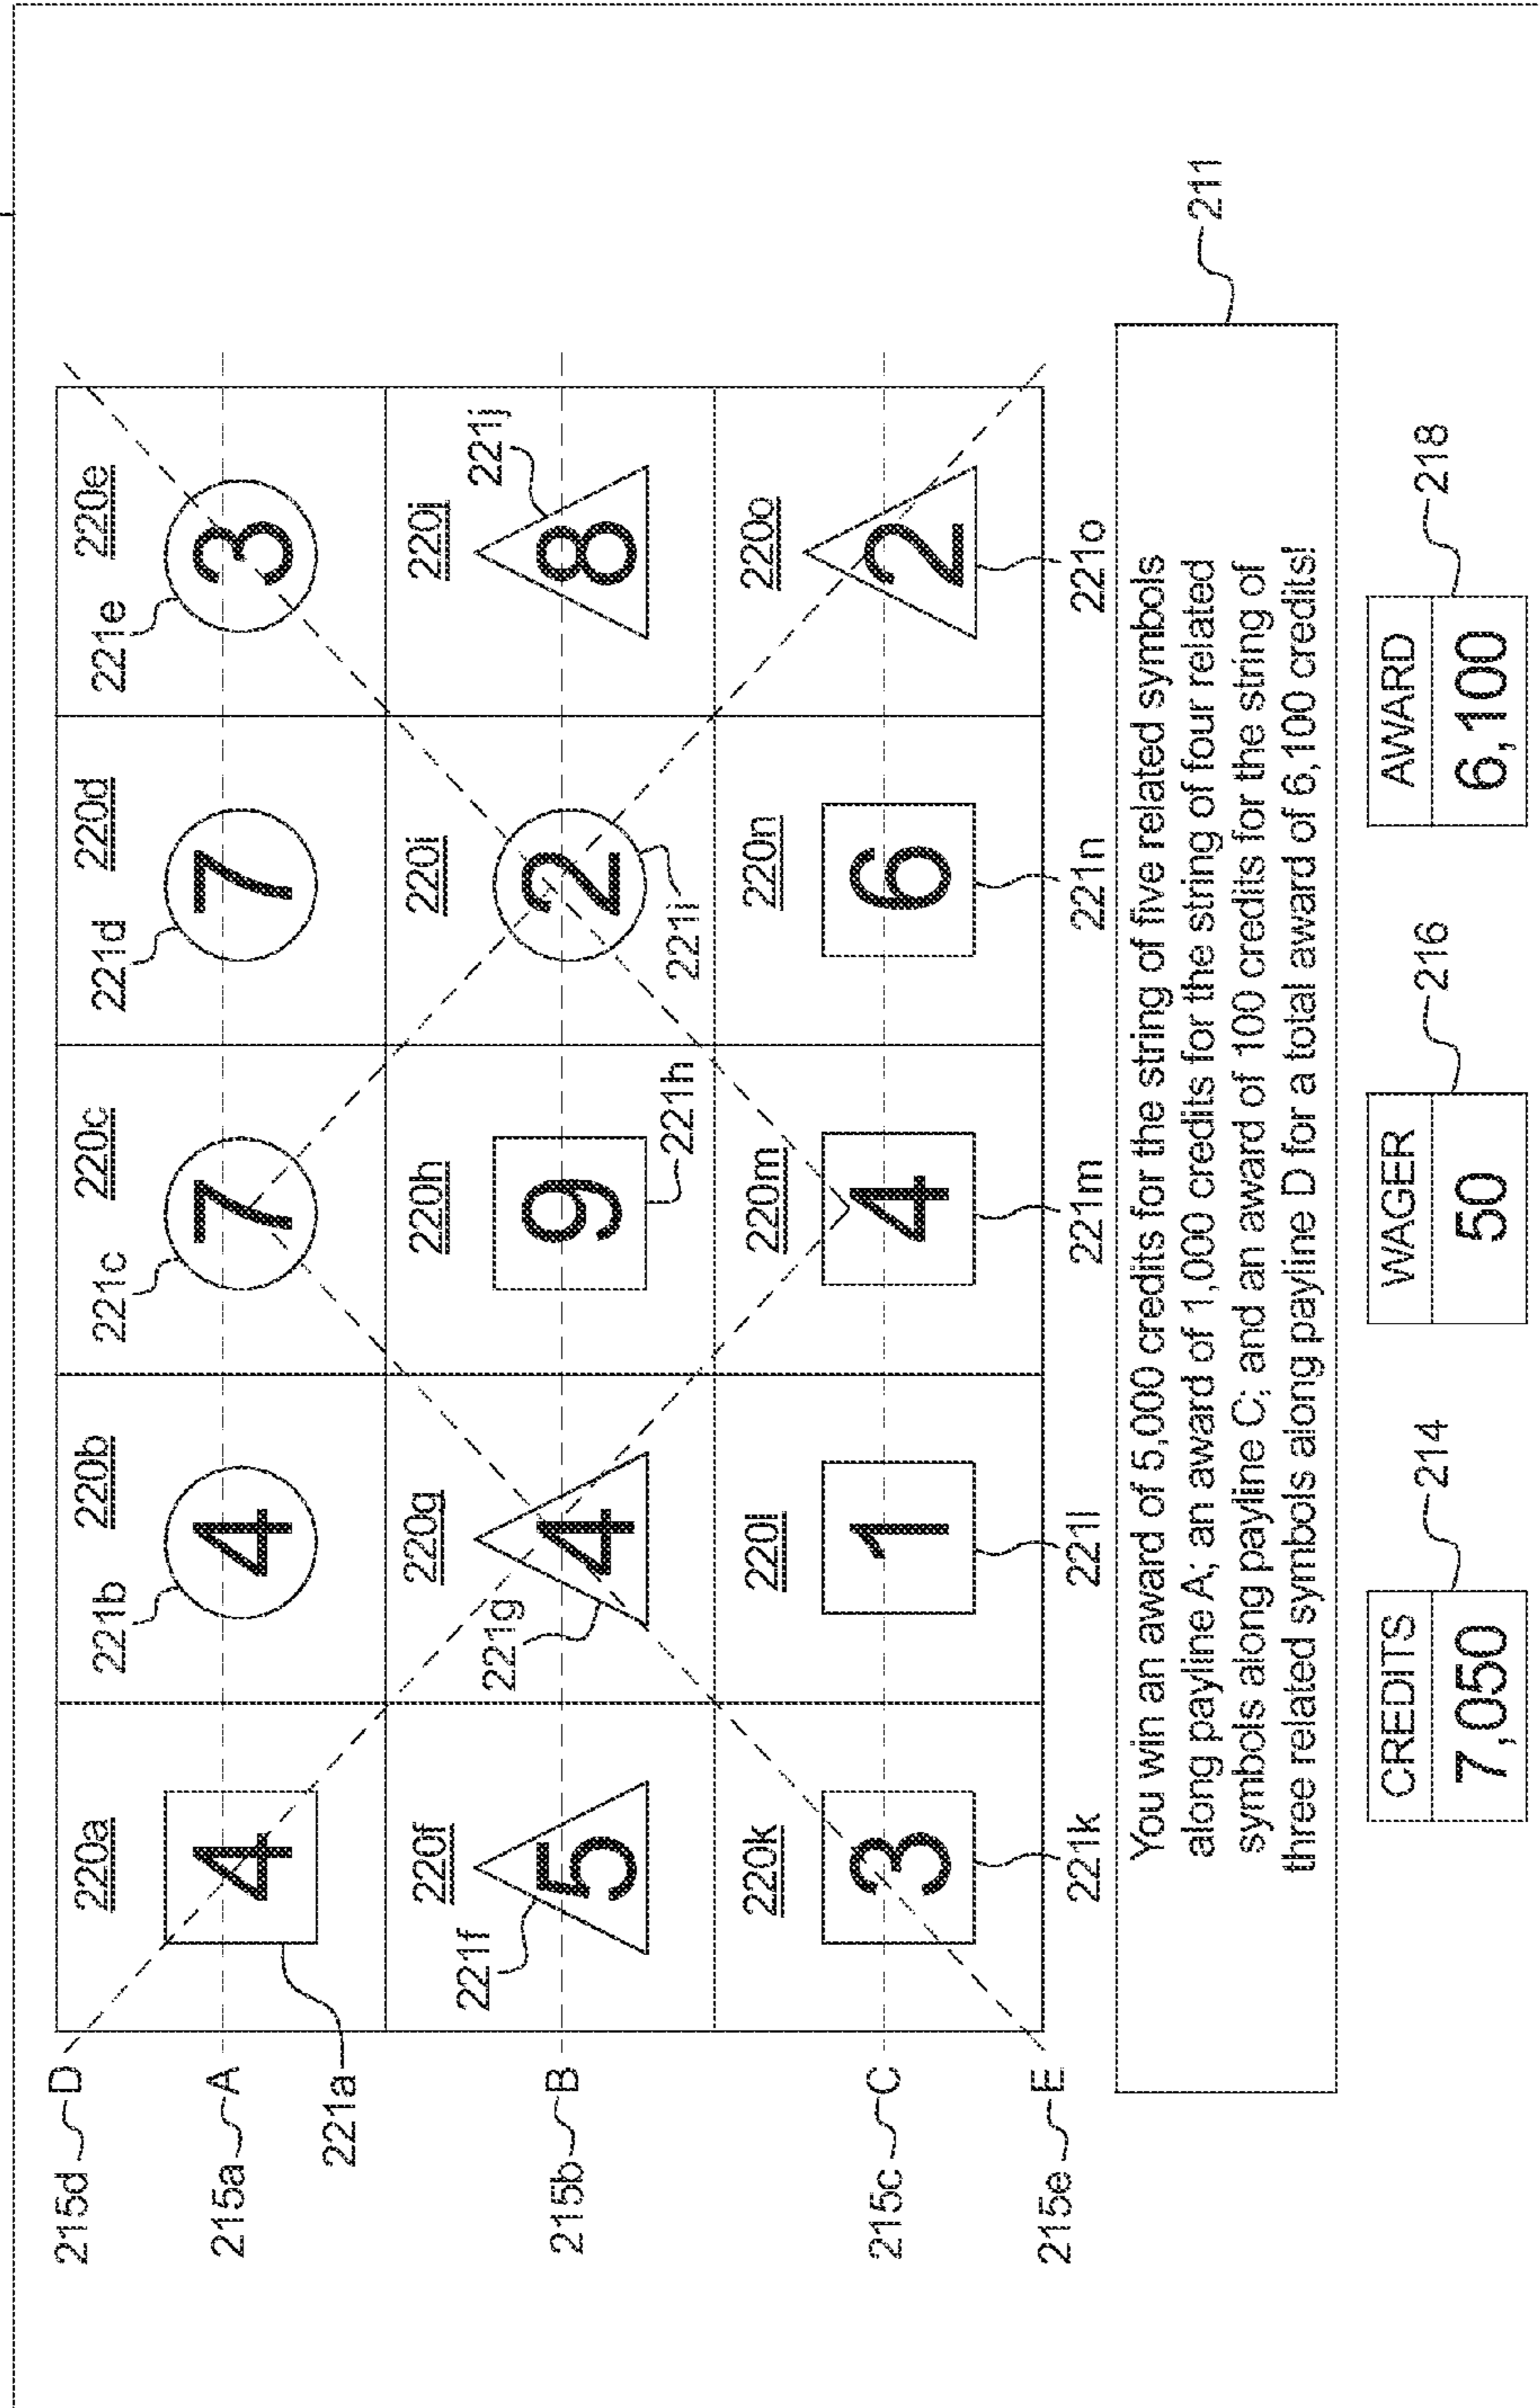 220a 220b 220c 220d 220e
221b 221c 221d 221e
215d D
4 4 7 7 3
215a A
221a
220f 220g 220h 220i 220j
221f 221g 221j
5 4 9 2 8
215b B
221h 221i
220k 220l 220m 220n 220o
3 1 4 6 2
215c C
215e E
221k 221l 221m 221n 221o
You win an award of 5,000 credits for the string of five related symbols
along payline A; an award of 1,000 credits for the string of four related
symbols along payline C; and an award of 100 credits for the string of
three related symbols along payline D for a total award of 6,100 credits!
211
CREDITS
7,050
214
WAGER
50
216
AWARD
6,100
218